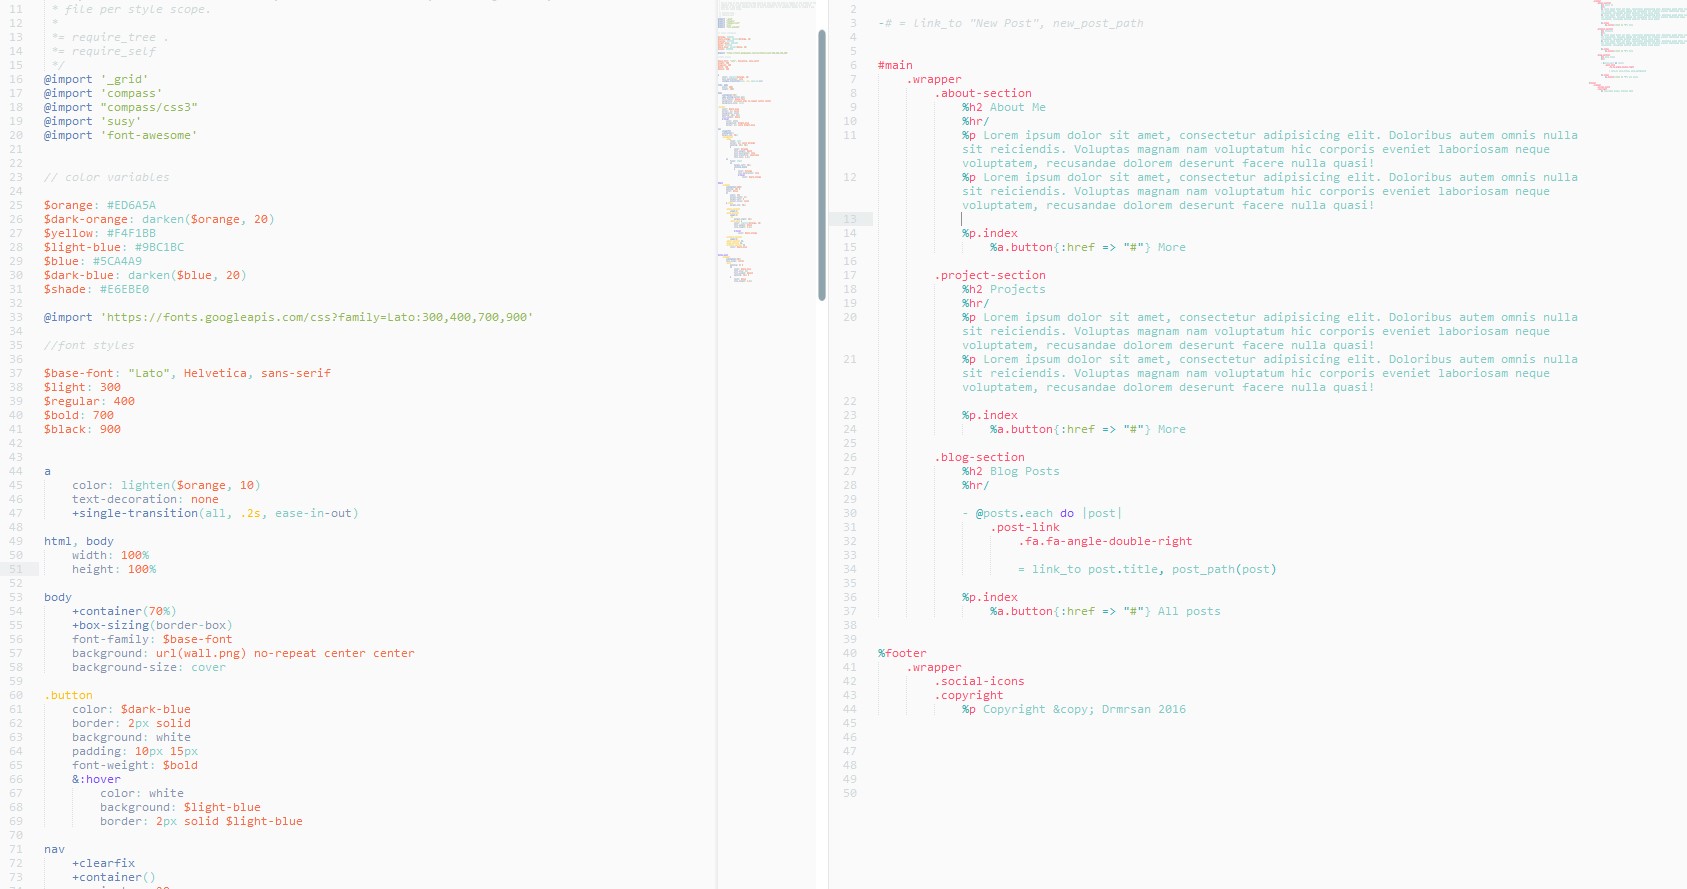 11 * file per style scope.
12 *
13 *= require_tree .
14 *= require_self
15 */
16 @import '_grid'
17 @import 'compass'
18 @import "compass/css3"
19 @import 'susy'
20 @import 'font-awesome'
21
22
23 // color variables
24
25 $orange: #ED6A5A
26 $dark-orange: darken($orange, 20)
27 $yellow: #F4F1BB
28 $light-blue: #9BC1BC
29 $blue: #5CA4A9
30 $dark-blue: darken($blue, 20)
31 $shade: #E6EBE0
32
33 @import 'https://fonts.googleapis.com/css?family=Lato:300,400,700,900'
34
35 //font styles
36
37 $base-font: "Lato", Helvetica, sans-serif
38 $light: 300
39 $regular: 400
40 $bold: 700
41 $black: 900
42
43
44 a
45 color: lighten($orange, 10)
46 text-decoration: none
47 +single-transition(all, .2s, ease-in-out)
48
49 html, body
50 width: 100%
51 height: 100%
52
53 body
54 +container(70%)
55 +box-sizing(border-box)
56 font-family: $base-font
57 background: url(wall.png) no-repeat center center
58 background-size: cover
59
60 .button
61 color: $dark-blue
62 border: 2px solid
63 background: white
64 padding: 10px 15px
65 font-weight: $bold
66 &:hover
67 color: white
68 background: $light-blue
69 border: 2px solid $light-blue
70
71 nav
72 +clearfix
73 +container()
2
3 -# = link_to "New Post", new_post_path
4
5
6 #main
7 .wrapper
8 .about-section
9 %h2 About Me
10 %hr/
11 %p Lorem ipsum dolor sit amet, consectetur adipisicing elit. Doloribus autem omnis nulla
sit reiciendis. Voluptas magnam nam voluptatum hic corporis eveniet laboriosam neque
voluptatem, recusandae dolorem deserunt facere nulla quasi!
12 %p Lorem ipsum dolor sit amet, consectetur adipisicing elit. Doloribus autem omnis nulla
sit reiciendis. Voluptas magnam nam voluptatum hic corporis eveniet laboriosam neque
voluptatem, recusandae dolorem deserunt facere nulla quasi!
13
14 %p.index
15 %a.button{:href => "#"} More
16
17 .project-section
18 %h2 Projects
19 %hr/
20 %p Lorem ipsum dolor sit amet, consectetur adipisicing elit. Doloribus autem omnis nulla
sit reiciendis. Voluptas magnam nam voluptatum hic corporis eveniet laboriosam neque
voluptatem, recusandae dolorem deserunt facere nulla quasi!
21 %p Lorem ipsum dolor sit amet, consectetur adipisicing elit. Doloribus autem omnis nulla
sit reiciendis. Voluptas magnam nam voluptatum hic corporis eveniet laboriosam neque
voluptatem, recusandae dolorem deserunt facere nulla quasi!
22
23 %p.index
24 %a.button{:href => "#"} More
25
26 .blog-section
27 %h2 Blog Posts
28 %hr/
29
30 - @posts.each do |post|
31 .post-link
32 .fa.fa-angle-double-right
33
34 = link_to post.title, post_path(post)
35
36 %p.index
37 %a.button{:href => "#"} All posts
38
39
40 %footer
41 .wrapper
42 .social-icons
43 .copyright
44 %p Copyright &copy; Drmrsan 2016
45
46
47
48
49
50